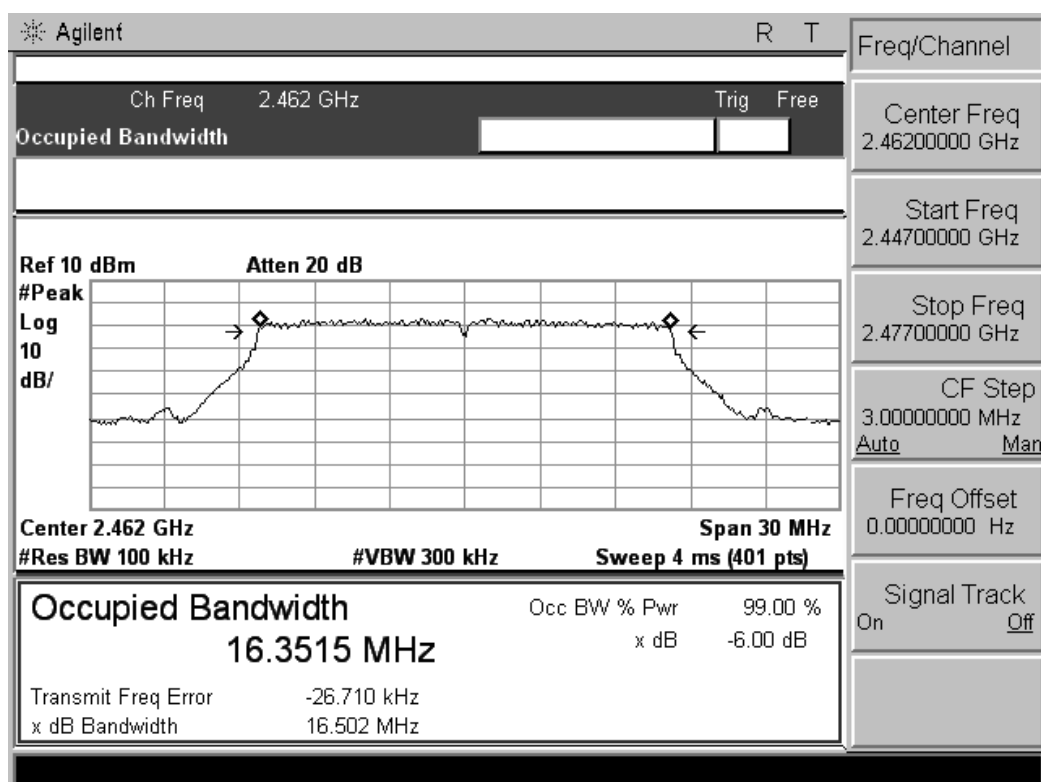 Agilent R T
Freq/Channel
Ch Freq 2.462 GHz Trig Free
Occupied Bandwidth
Center Freq
2.46200000 GHz
Start Freq
2.44700000 GHz
Ref 10 dBm Atten 20 dB
#Peak
Log
10
dB/
Stop Freq
2.47700000 GHz
CF Step
3.00000000 MHz
Auto Man
Freq Offset
0.00000000 Hz
Center 2.462 GHz Span 30 MHz
#Res BW 100 kHz #VBW 300 kHz Sweep 4 ms (401 pts)
Signal Track
On Off
Occupied Bandwidth
16.3515 MHz
Occ BW % Pwr 99.00 %
x dB -6.00 dB
Transmit Freq Error -26.710 kHz
x dB Bandwidth 16.502 MHz